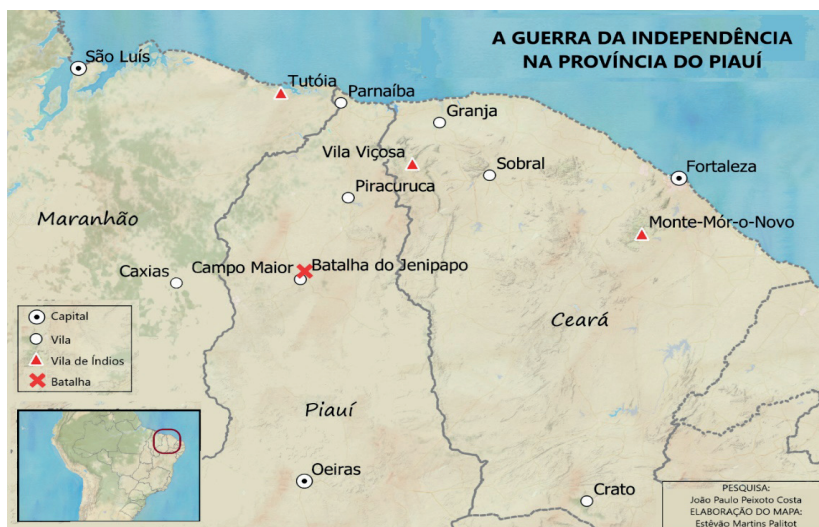 A GUERRA DA INDEPENDÊNCIA
NA PROVÍNCIA DO PIAUÍ
São Luís
Tutóia
Parnaíba
Granja
Vila Viçosa
Sobral
Fortaleza
Piracuruca
Maranhão
Monte-Mór-o-Novo
Caxias
Campo Maior
Batalha do Jenipapo
Ceará
Capital
Vila
Vila de Índios
Batalha
Piauí
Oeiras
Crato
PESQUISA:
João Paulo Peixoto Costa
ELABORAÇÃO DO MAPA:
Estêvão Martins Palitot